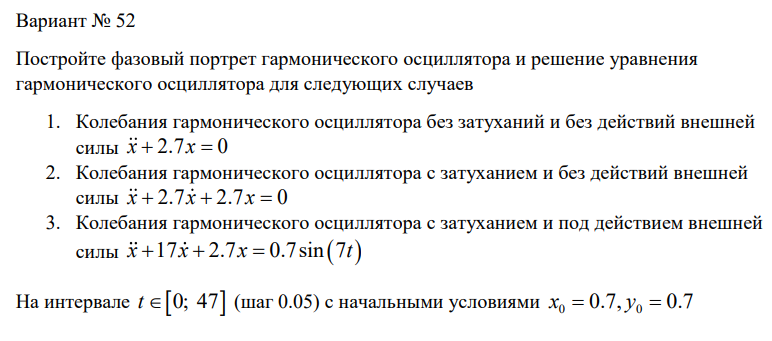 Вариант № 52
Постройте фазовый портрет гармонического осциллятора и решение уравнения
гармонического осциллятора для следующих случаев
1. Колебания гармонического осциллятора без затуханий и без действий внешней
силы ẍ + 2.7x = 0
2. Колебания гармонического осциллятора с затуханием и без действий внешней
силы ẍ + 2.7ẋ + 2.7x = 0
3. Колебания гармонического осциллятора с затуханием и под действием внешней
силы ẍ + 17ẋ + 2.7x = 0.7 sin(7t)
На интервале t ∈ [0; 47] (шаг 0.05) с начальными условиями x₀ = 0.7, y₀ = 0.7